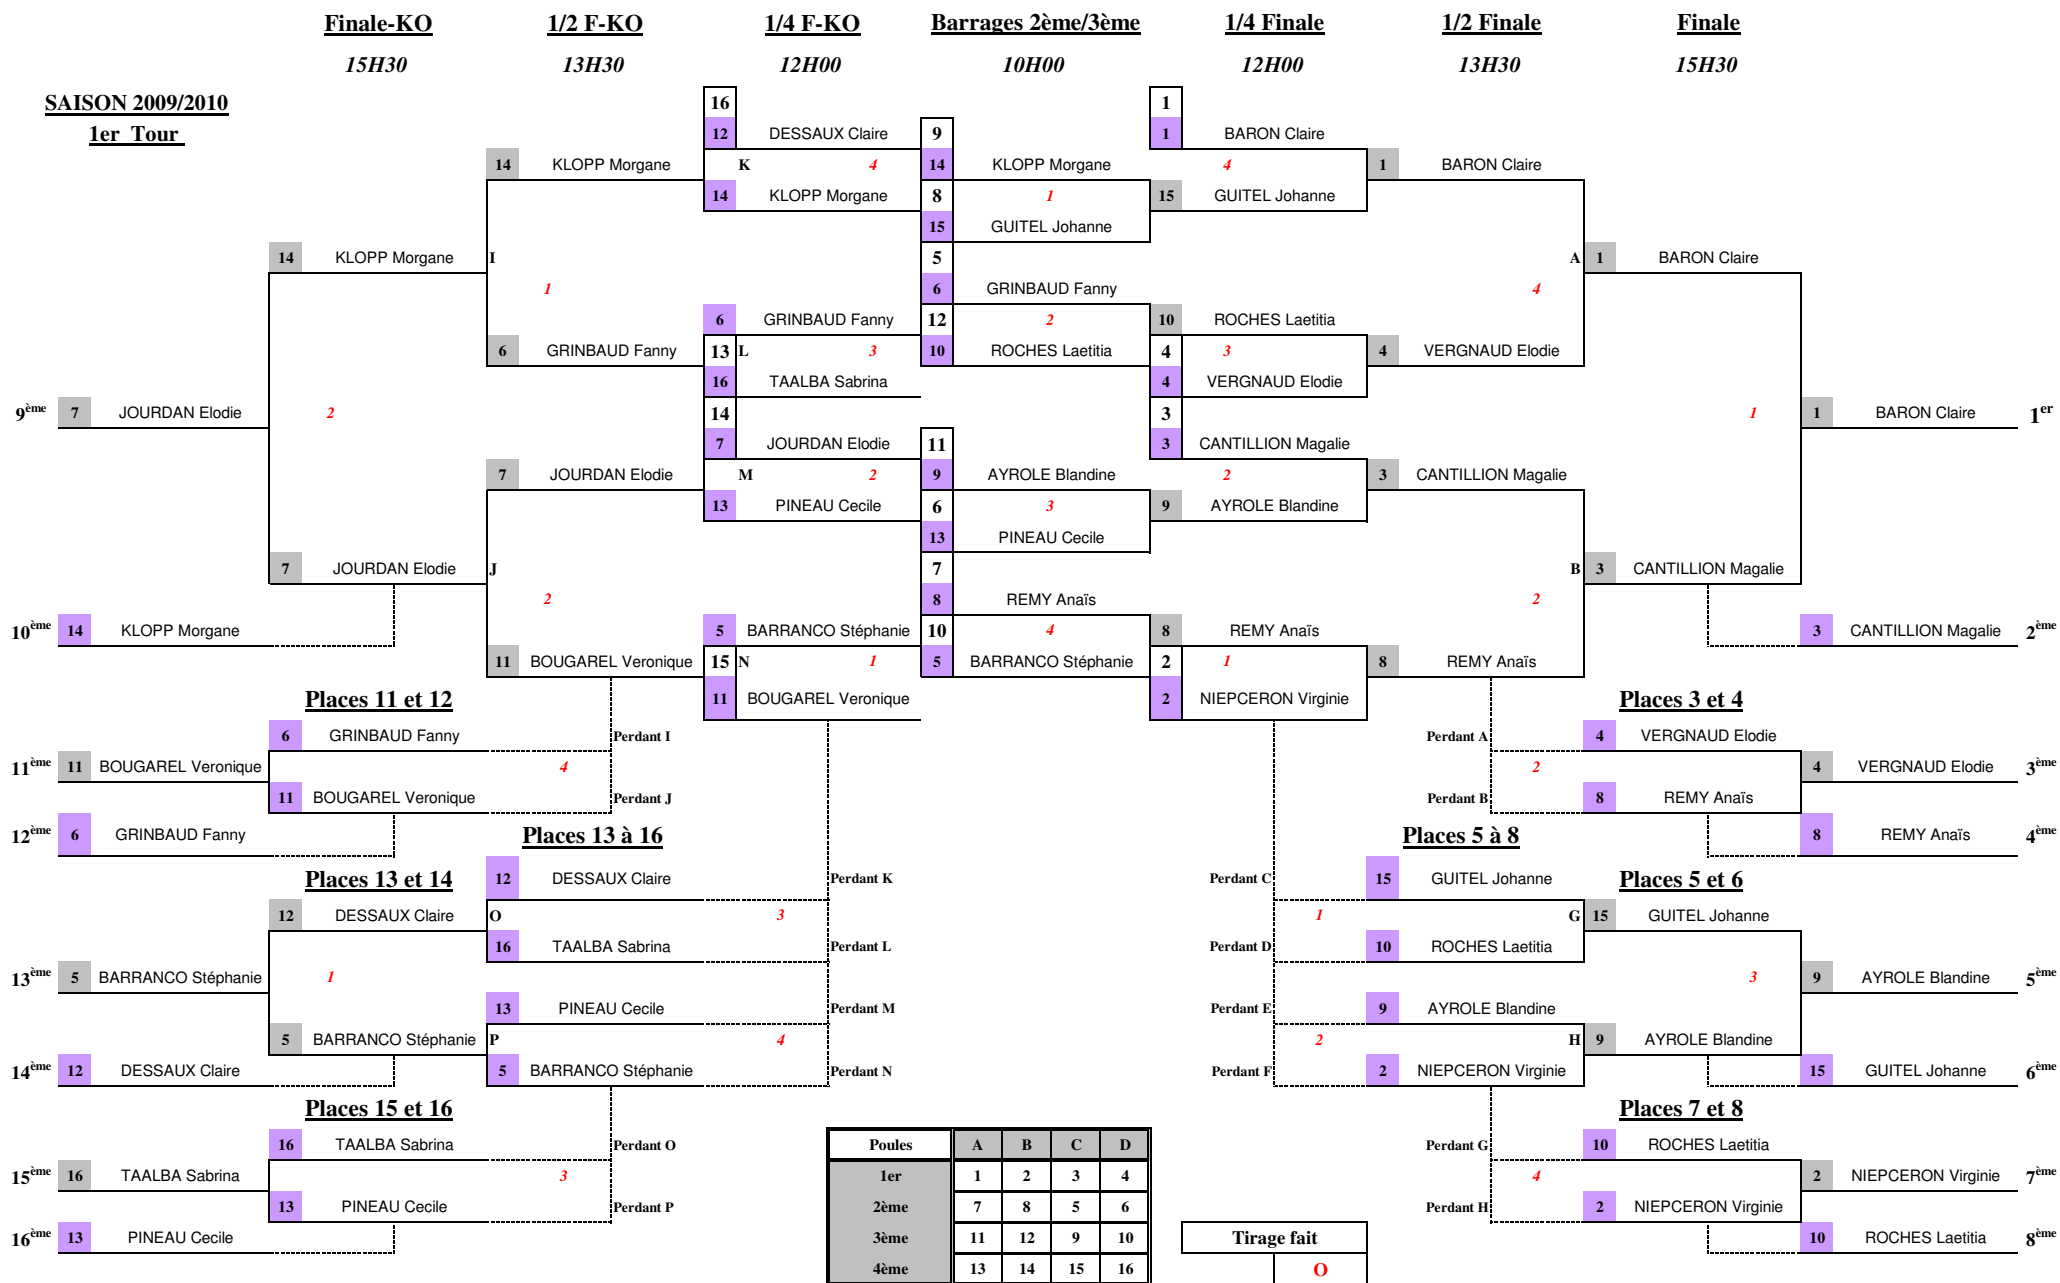 Finale-KO 1/2 F-KO 1/4 F-KO Barrages 2ème/3ème 1/4 Finale 1/2 Finale Finale
15H30 13H30 12H00 10H00 12H00 13H30 15H30
SAISON 2009/2010 16 1
1er Tour 12 DESSAUX Claire 9 1 BARON Claire
14 KLOPP Morgane K 4 14 KLOPP Morgane 4 1 BARON Claire
14 KLOPP Morgane 8 1 15 GUITEL Johanne
15 GUITEL Johanne
14 KLOPP Morgane I 5 A 1 BARON Claire
1 6 GRINBAUD Fanny 4
6 GRINBAUD Fanny 12 2 10 ROCHES Laetitia
6 GRINBAUD Fanny 13 L 3 10 ROCHES Laetitia 4 3 4 VERGNAUD Elodie
16 TAALBA Sabrina 4 VERGNAUD Elodie
9ème 7 JOURDAN Elodie 2 14 3 1 1 BARON Claire 1er
7 JOURDAN Elodie 11 3 CANTILLION Magalie
7 JOURDAN Elodie M 2 9 AYROLE Blandine 2 3 CANTILLION Magalie
13 PINEAU Cecile 6 3 9 AYROLE Blandine
13 PINEAU Cecile
7 JOURDAN Elodie J 7 B 3 CANTILLION Magalie
2 8 REMY Anaïs 2
10ème 14 KLOPP Morgane 5 BARRANCO Stéphanie 10 4 8 REMY Anaïs 3 CANTILLION Magalie 2ème
11 BOUGAREL Veronique 15 N 1 5 BARRANCO Stéphanie 2 1 8 REMY Anaïs
Places 11 et 12 11 BOUGAREL Veronique 2 NIEPCERON Virginie Places 3 et 4
6 GRINBAUD Fanny Perdant I Perdant A 4 VERGNAUD Elodie
11ème 11 BOUGAREL Veronique 4 2 4 VERGNAUD Elodie 3ème
11 BOUGAREL Veronique Perdant J Perdant B 8 REMY Anaïs
12ème 6 GRINBAUD Fanny Places 13 à 16 Places 5 à 8 8 REMY Anaïs 4ème
Places 13 et 14 12 DESSAUX Claire Perdant K Perdant C 15 GUITEL Johanne Places 5 et 6
12 DESSAUX Claire O 3 1 G 15 GUITEL Johanne
16 TAALBA Sabrina Perdant L Perdant D 10 ROCHES Laetitia
13ème 5 BARRANCO Stéphanie 1 3 9 AYROLE Blandine 5ème
13 PINEAU Cecile Perdant M Perdant E 9 AYROLE Blandine
5 BARRANCO Stéphanie P 4 2 H 9 AYROLE Blandine
14ème 12 DESSAUX Claire 5 BARRANCO Stéphanie Perdant N Perdant F 2 NIEPCERON Virginie 15 GUITEL Johanne 6ème
Places 15 et 16 Places 7 et 8
16 TAALBA Sabrina Perdant O Poules A B C D Perdant G 10 ROCHES Laetitia
15ème 16 TAALBA Sabrina 3 1er 1 2 3 4 4 2 NIEPCERON Virginie 7ème
13 PINEAU Cecile Perdant P 2ème 7 8 5 6 Perdant H 2 NIEPCERON Virginie
16ème 13 PINEAU Cecile 3ème 11 12 9 10 Tirage fait 10 ROCHES Laetitia 8ème
4ème 13 14 15 16 O